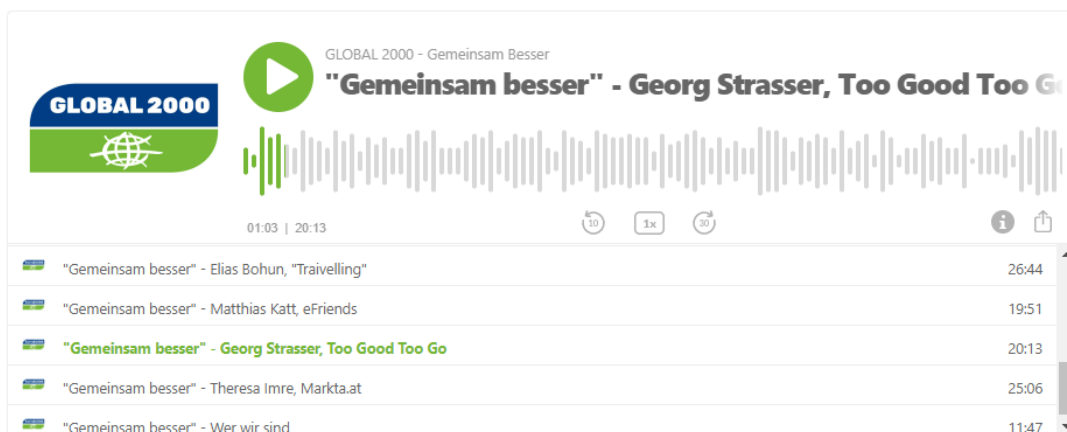 GLOBAL 2000 - Gemeinsam Besser
"Gemeinsam besser" - Georg Strasser, Too Good Too
GLOBAL 2000
01:03 | 20:13
10
1x
30
"Gemeinsam besser" - Elias Bohun, "Traivelling" 26:44
"Gemeinsam besser" - Matthias Katt, eFriends 19:51
"Gemeinsam besser" - Georg Strasser, Too Good Too Go 20:13
"Gemeinsam besser" - Theresa Imre, Markta.at 25:06
"Gemeinsam besser" - Wer wir sind 11:47